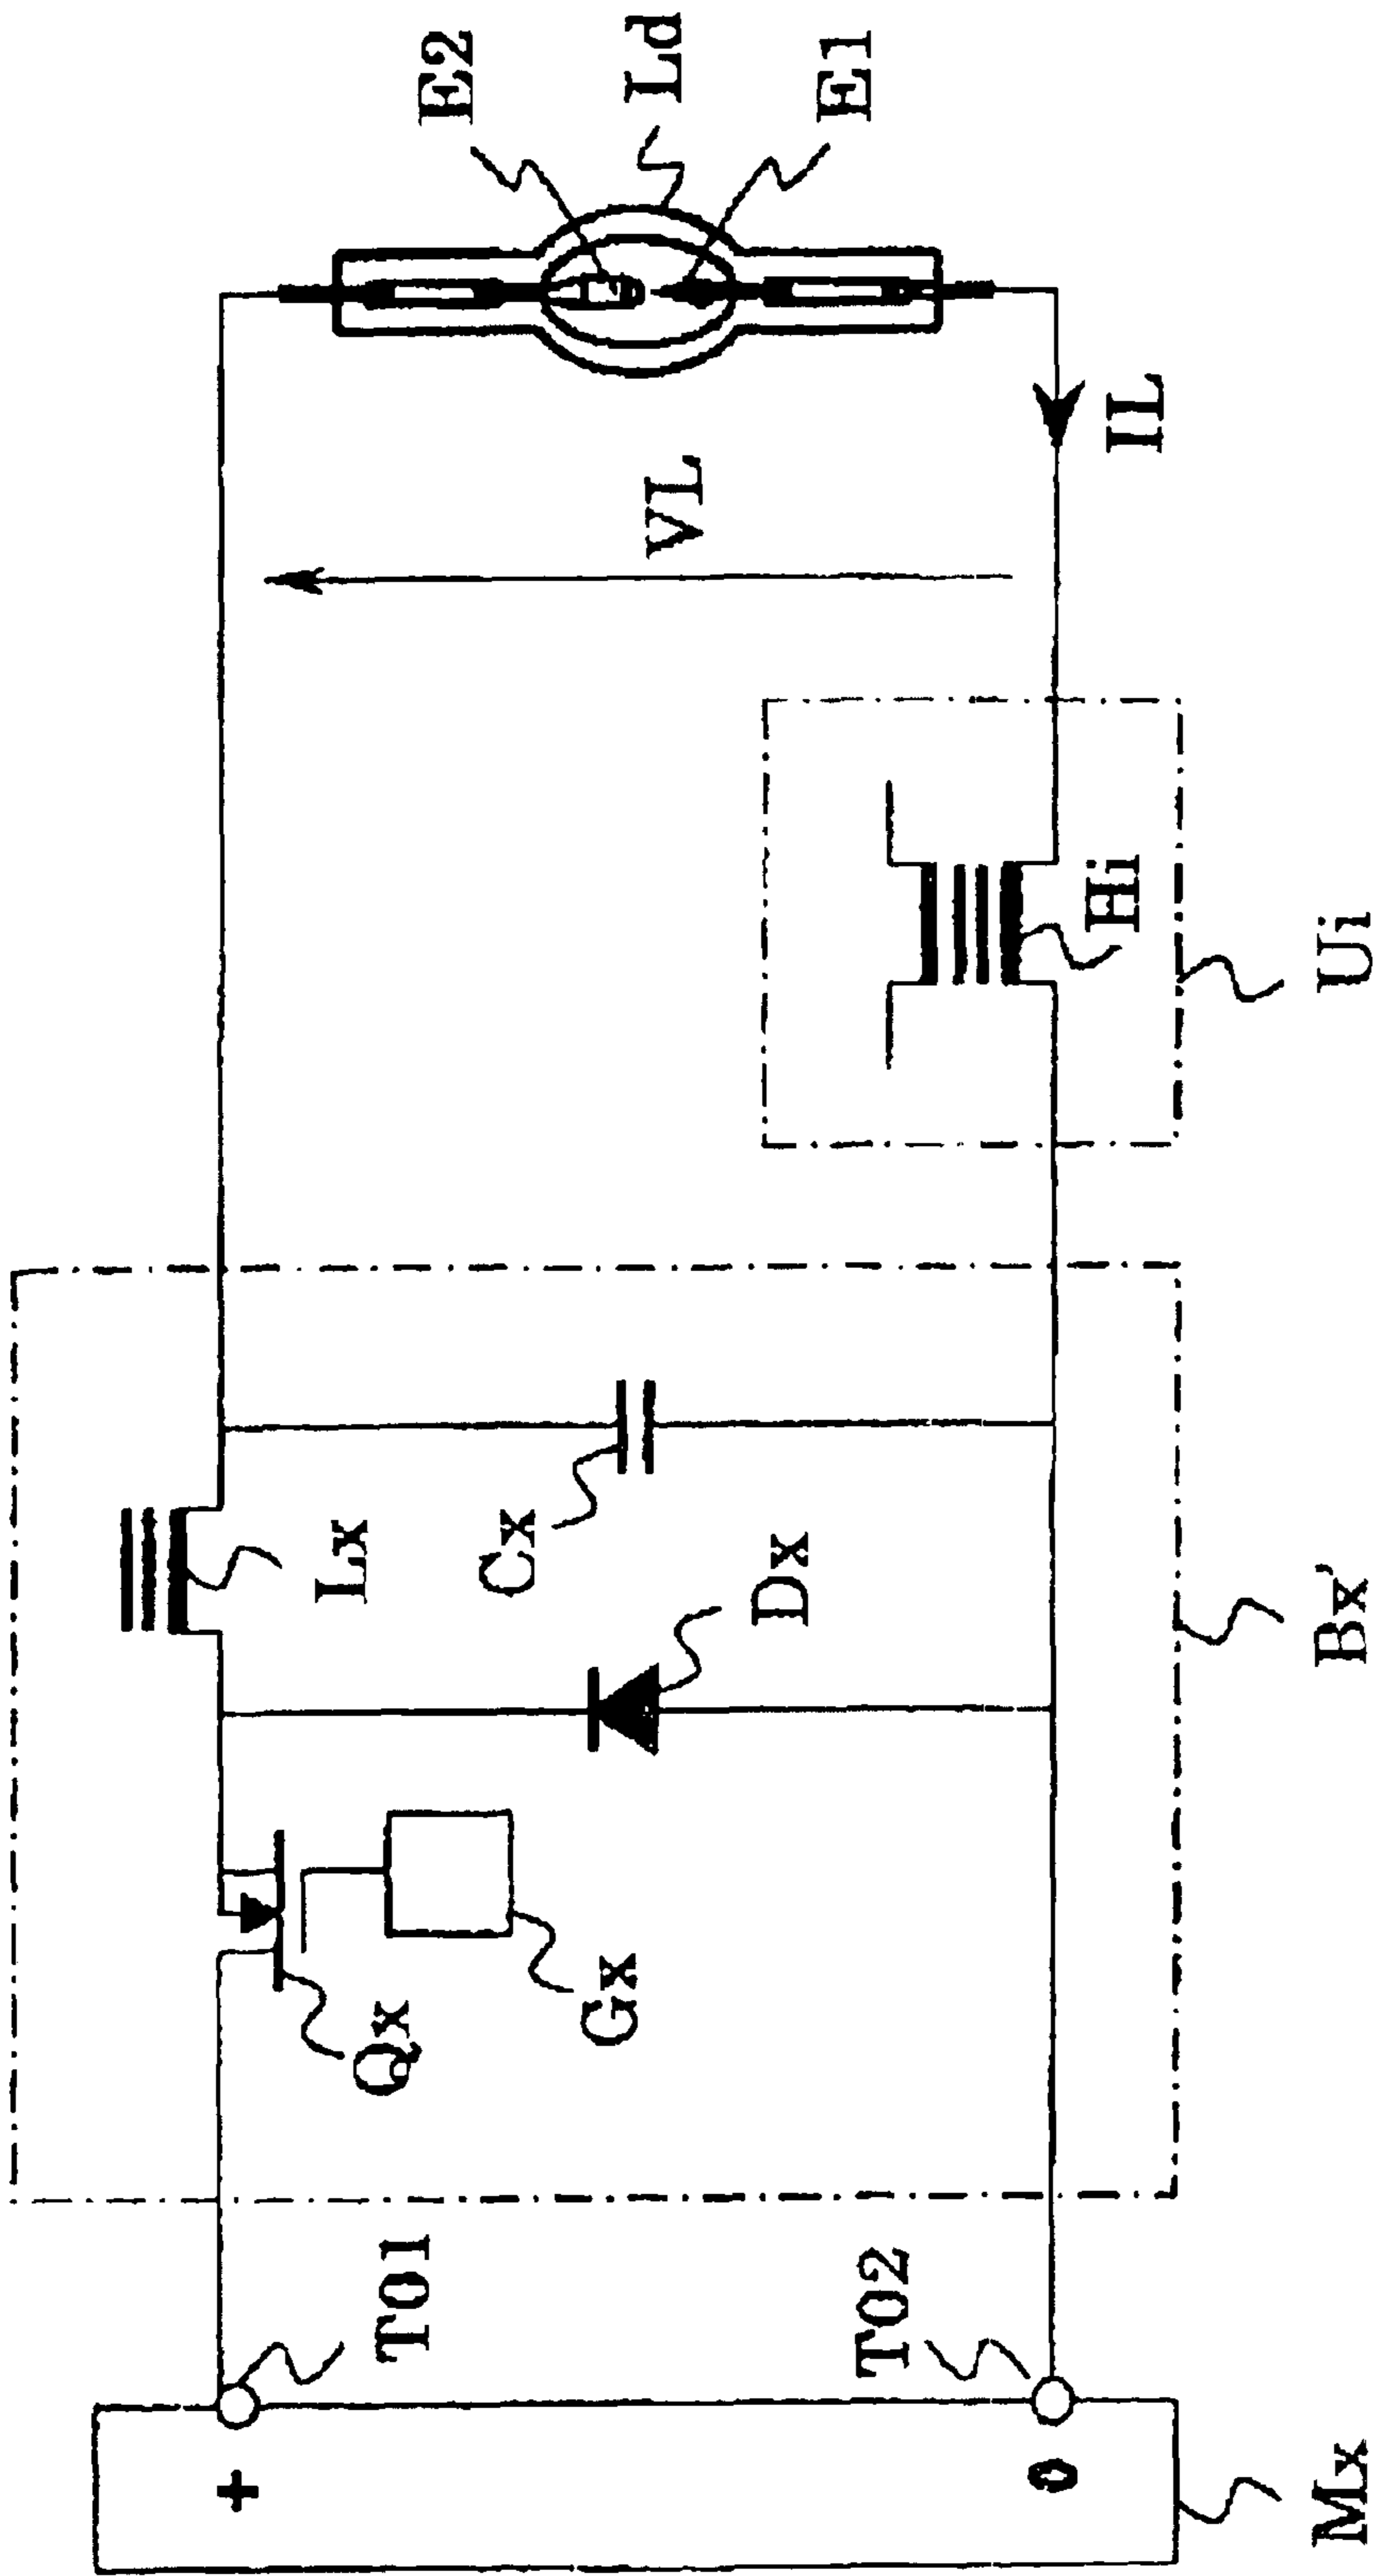 E2
Ld
E1
VL
IL
Hi
Ui
Lx
Cx
Dx
Bx'
Qx
Gx
T01
T02
+
0
Mx